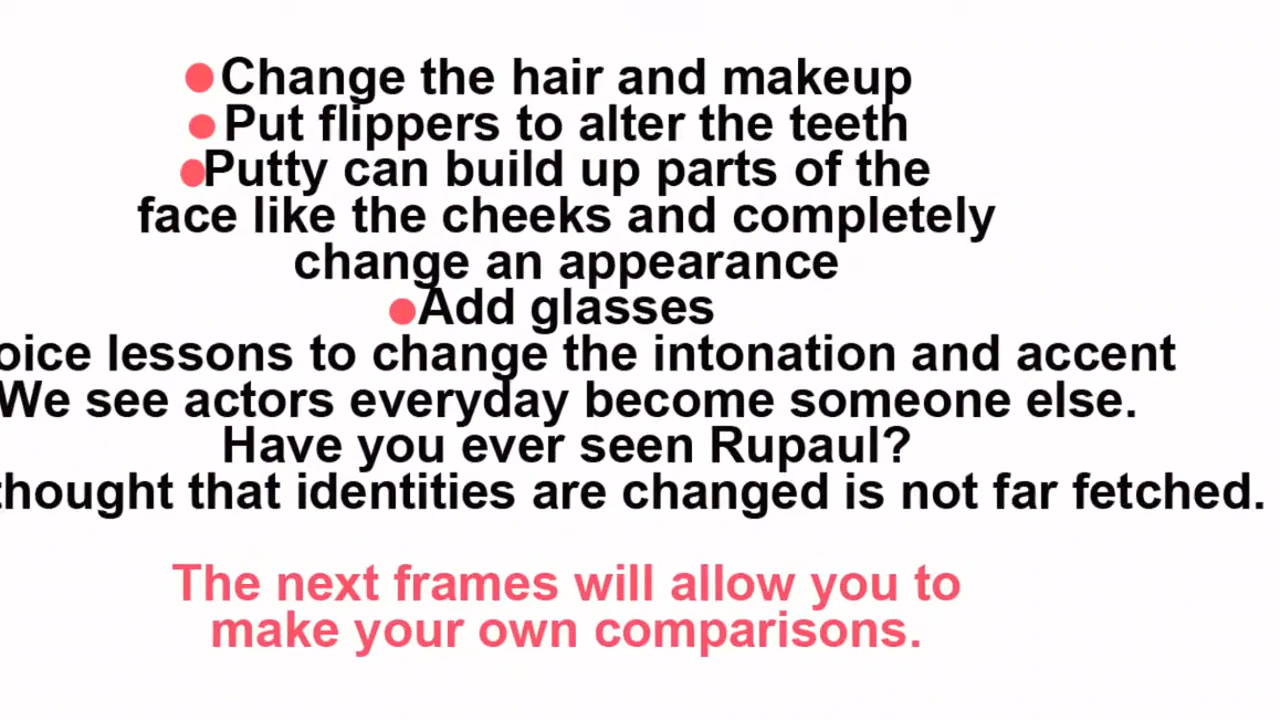 Change the hair and makeup
Put flippers to alter the teeth
Putty can build up parts of the
face like the cheeks and completely
change an appearance
Add glasses
oice lessons to change the intonation and accent
We see actors everyday become someone else.
Have you ever seen Rupaul?
thought that identities are changed is not far fetched.
The next frames will allow you to
make your own comparisons.